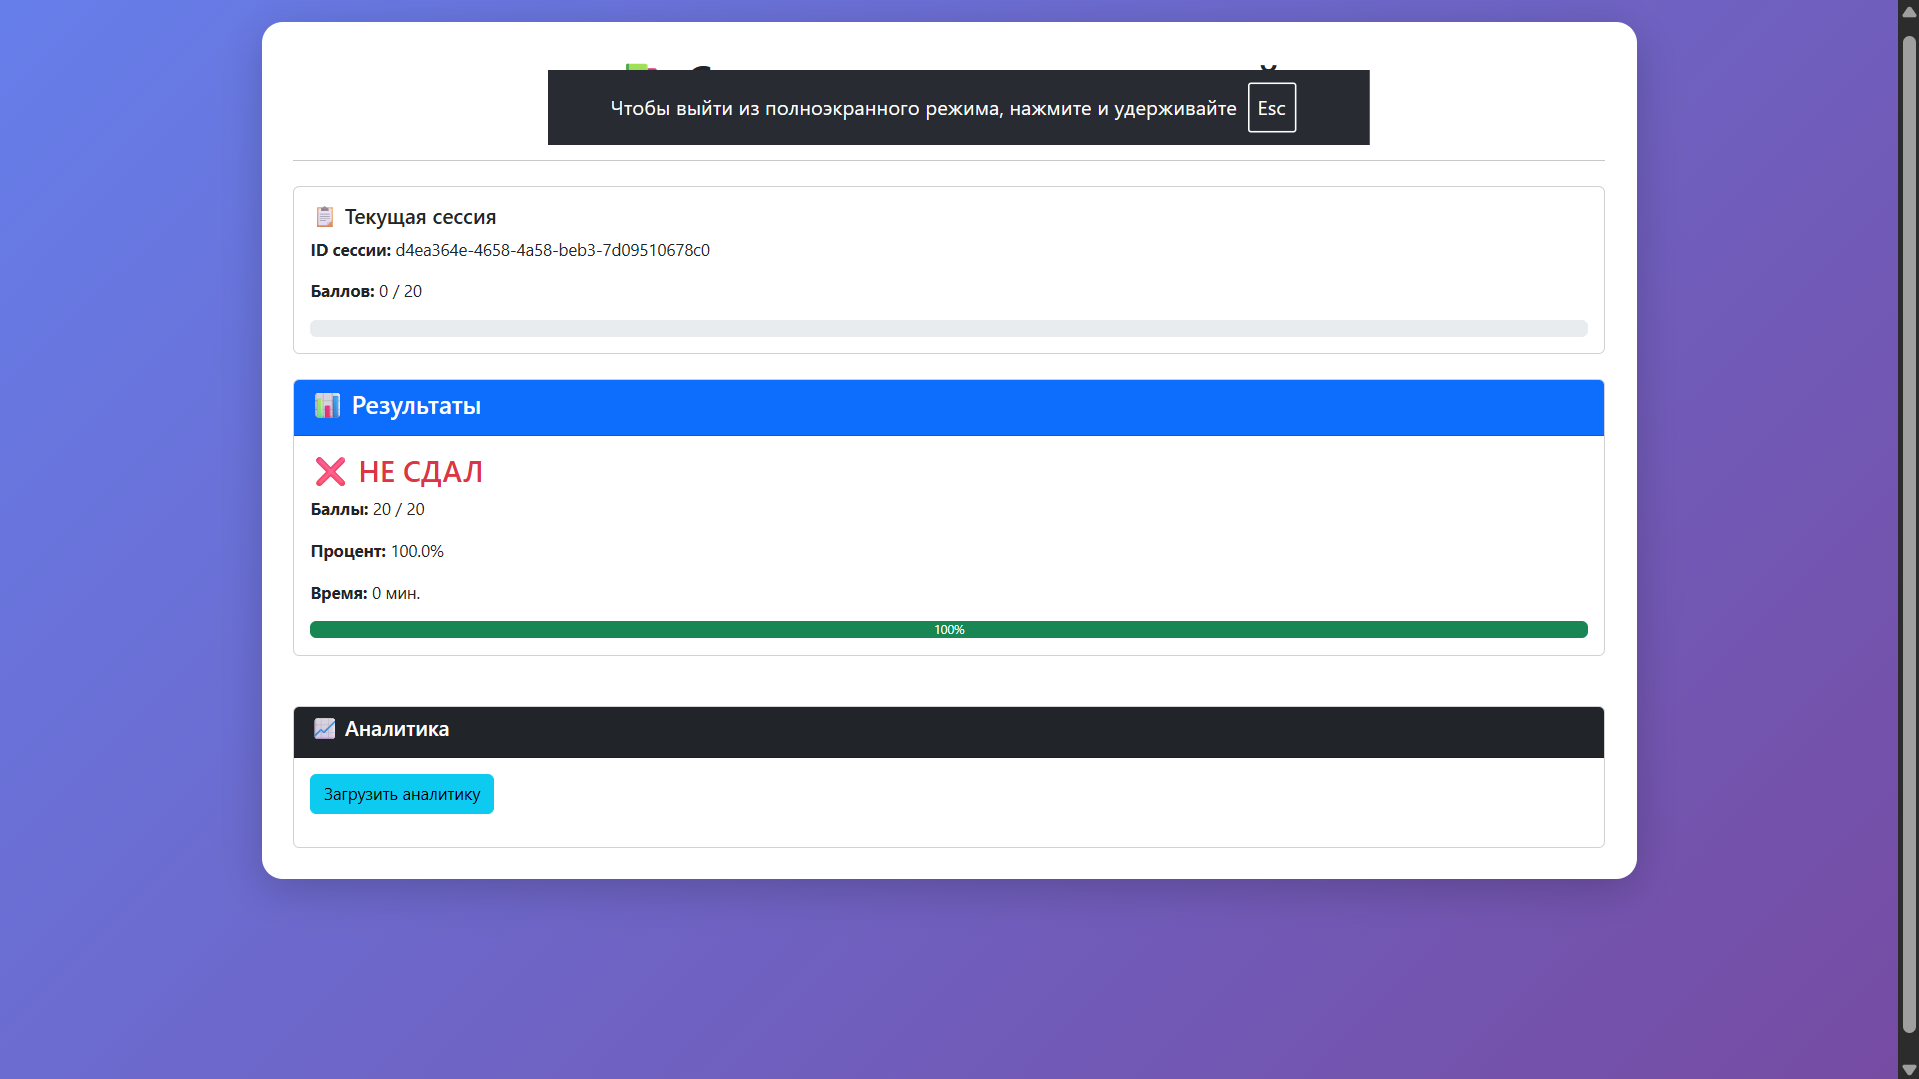 Чтобы выйти из полноэкранного режима, нажмите и удерживайте Esc
Текущая сессия
ID сессии: d4ea364e-4658-4a58-beb3-7d09510678c0
Баллов: 0 / 20
Результаты
НЕ СДАЛ
Баллы: 20 / 20
Процент: 100.0%
Время: 0 мин.
100%
Аналитика
Загрузить аналитику